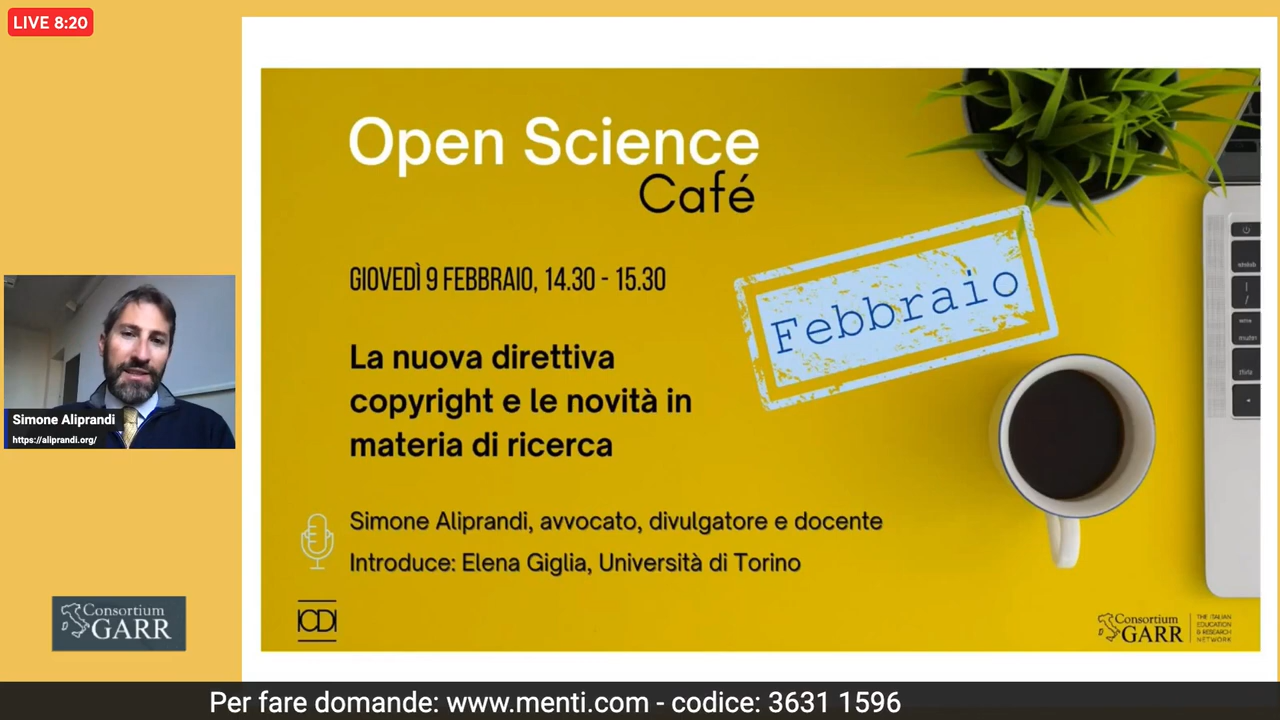 LIVE 8:20
Open Science
Café
GIOVEDÌ 9 FEBBRAIO, 14.30 - 15.30
Febbraio
La nuova direttiva
copyright e le novità in
materia di ricerca
Simone Aliprandi
https://aliprandi.org/
Simone Aliprandi, avvocato, divulgatore e docente
Introduce: Elena Giglia, Università di Torino
Consortium
GARR
ICDI
Consortium
GARR
THE ITALIAN
EDUCATION
& RESEARCH
NETWORK
Per fare domande: www.menti.com - codice: 3631 1596